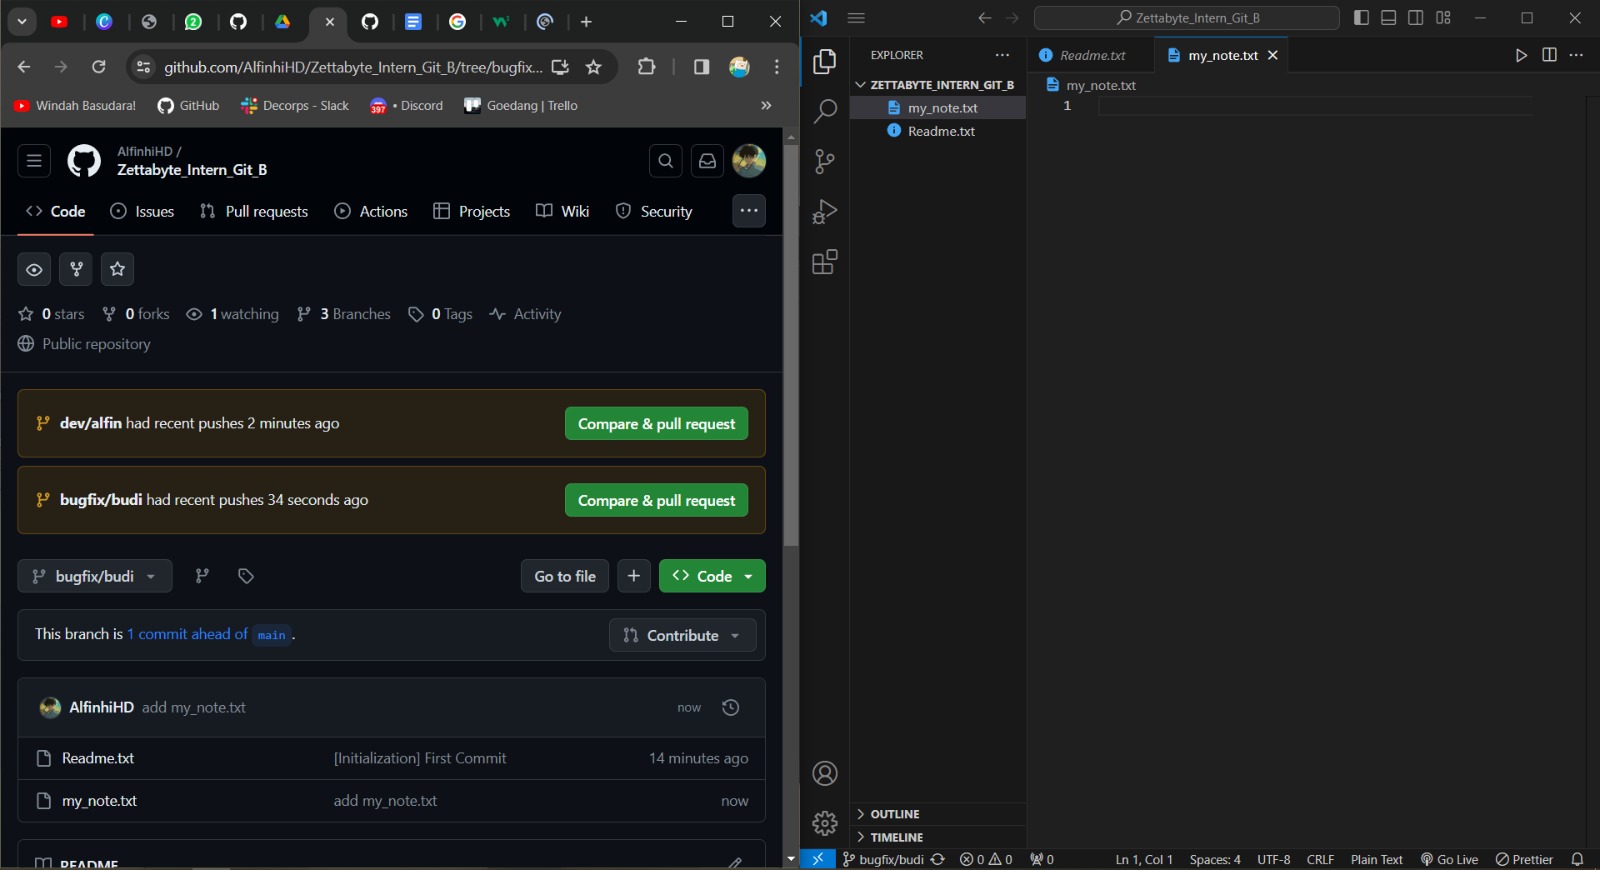 2
github.com/AlfinhiHD/Zettabyte_Intern_Git_B/tree/bugfix...
Windah Basudara!
GitHub
Decorps - Slack
397
• Discord
Goedang | Trello
»
AlfinhiHD /
Zettabyte_Intern_Git_B
<> Code
Issues
Pull requests
Actions
Projects
Wiki
Security
...
0 stars
0 forks
1 watching
3 Branches
0 Tags
Activity
Public repository
dev/alfin had recent pushes 2 minutes ago
Compare & pull request
bugfix/budi had recent pushes 34 seconds ago
Compare & pull request
bugfix/budi
Go to file
+
<> Code
This branch is 1 commit ahead of main .
Contribute
AlfinhiHD add my_note.txt
now
Readme.txt
[Initialization] First Commit
14 minutes ago
my_note.txt
add my_note.txt
now
README
Zettabyte_Intern_Git_B
EXPLORER
...
ZETTABYTE_INTERN_GIT_B
my_note.txt
Readme.txt
OUTLINE
TIMELINE
Readme.txt
my_note.txt
my_note.txt
1
bugfix/budi
0
0
0
Ln 1, Col 1
Spaces: 4
UTF-8
CRLF
Plain Text
Go Live
Prettier